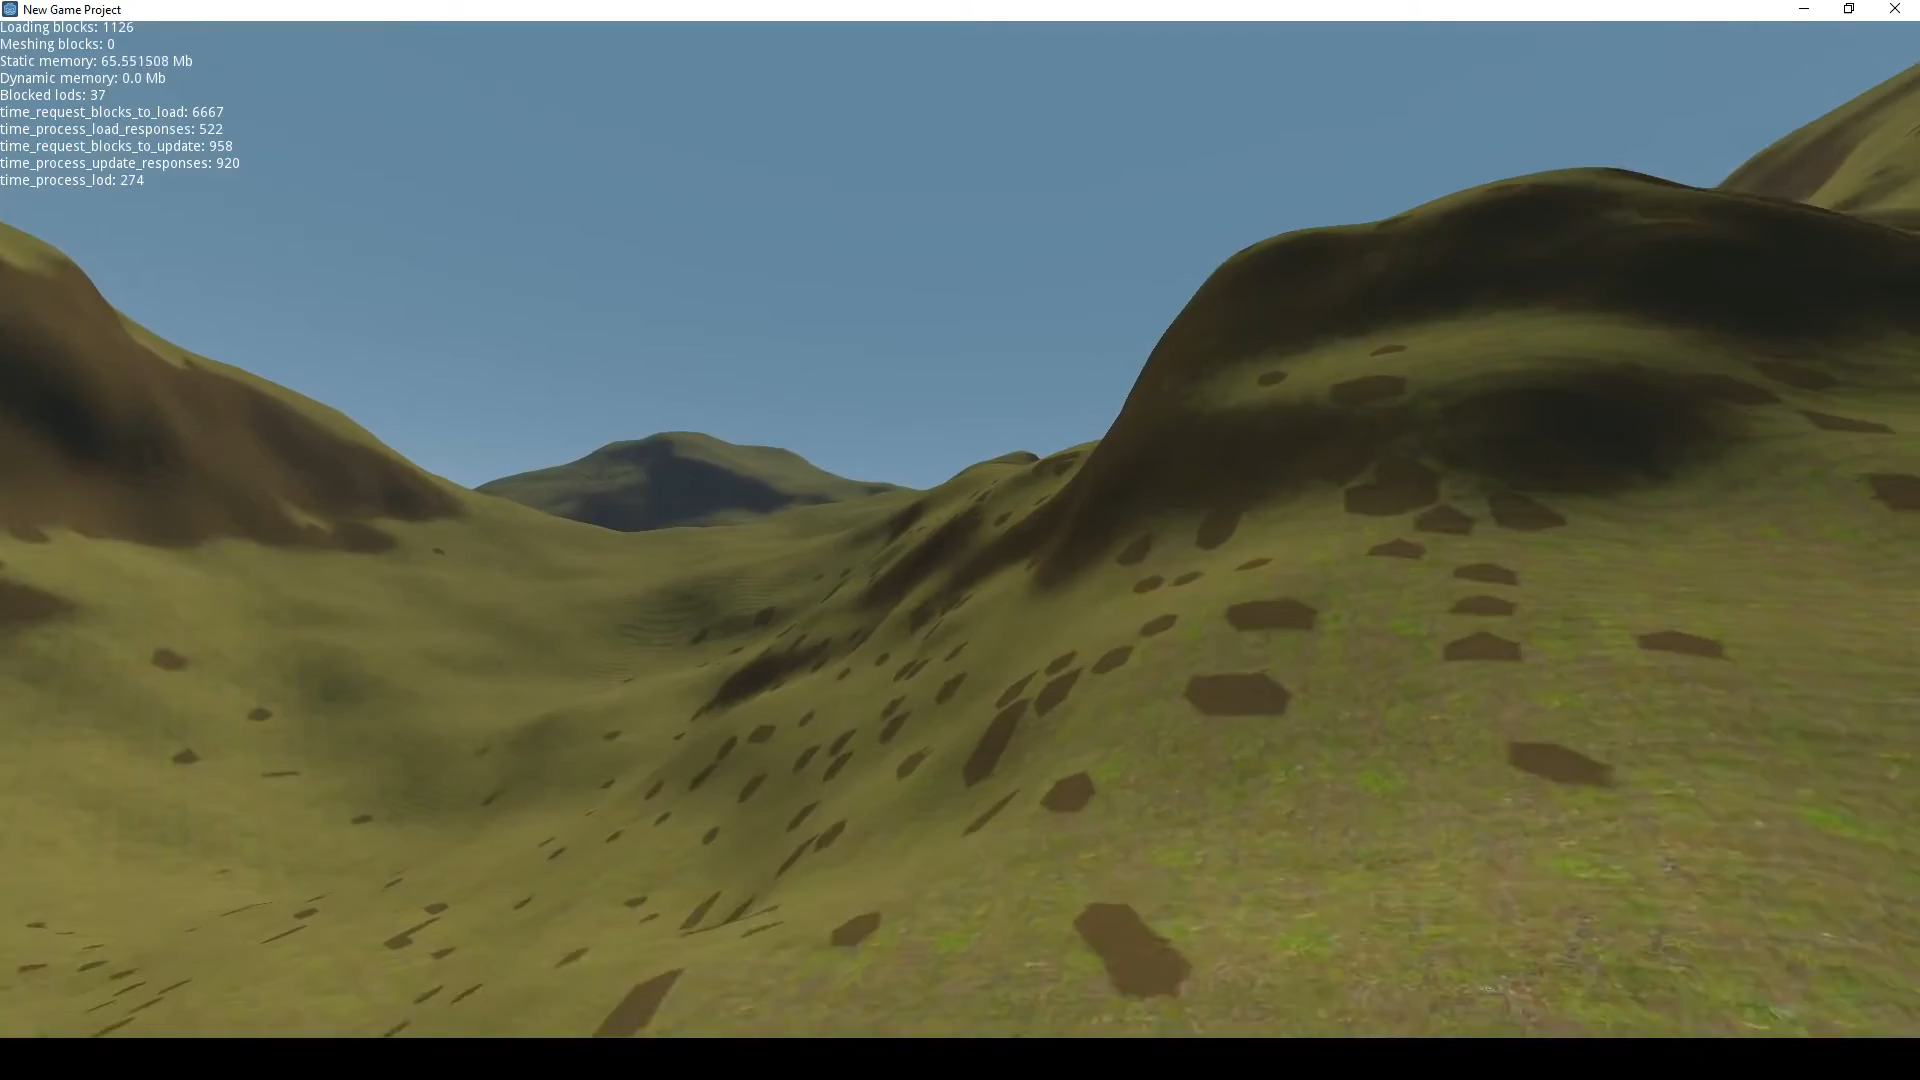 New Game Project
Loading blocks: 1126
Meshing blocks: 0
Static memory: 65.551508 Mb
Dynamic memory: 0.0 Mb
Blocked lods: 37
time_request_blocks_to_load: 6667
time_process_load_responses: 522
time_request_blocks_to_update: 958
time_process_update_responses: 920
time_process_lod: 274